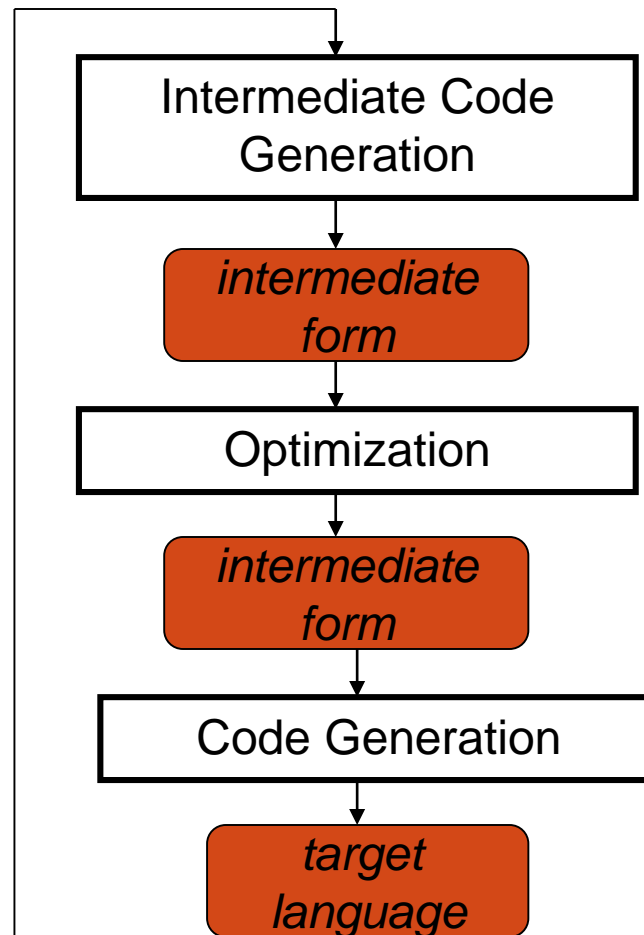 Intermediate Code
Generation
intermediate
form
Optimization
intermediate
form
Code Generation
target
language